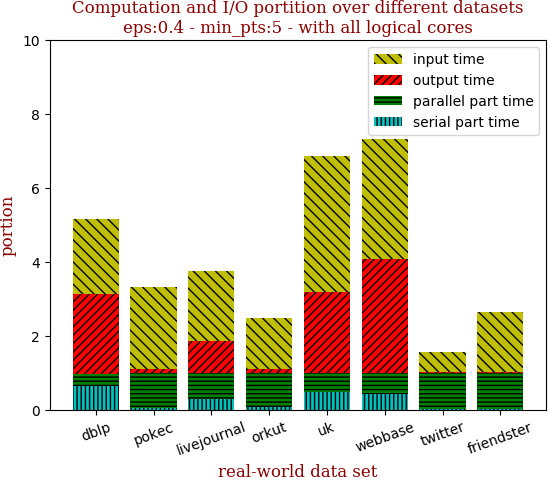 Computation and I/O portition over different datasets
eps:0.4 - min_pts:5 - with all logical cores
10
8
6
4
2
0
portion
input time
output time
parallel part time
serial part time
dblp
pokec
livejournal
orkut
uk
webbase
twitter
friendster
real-world data set